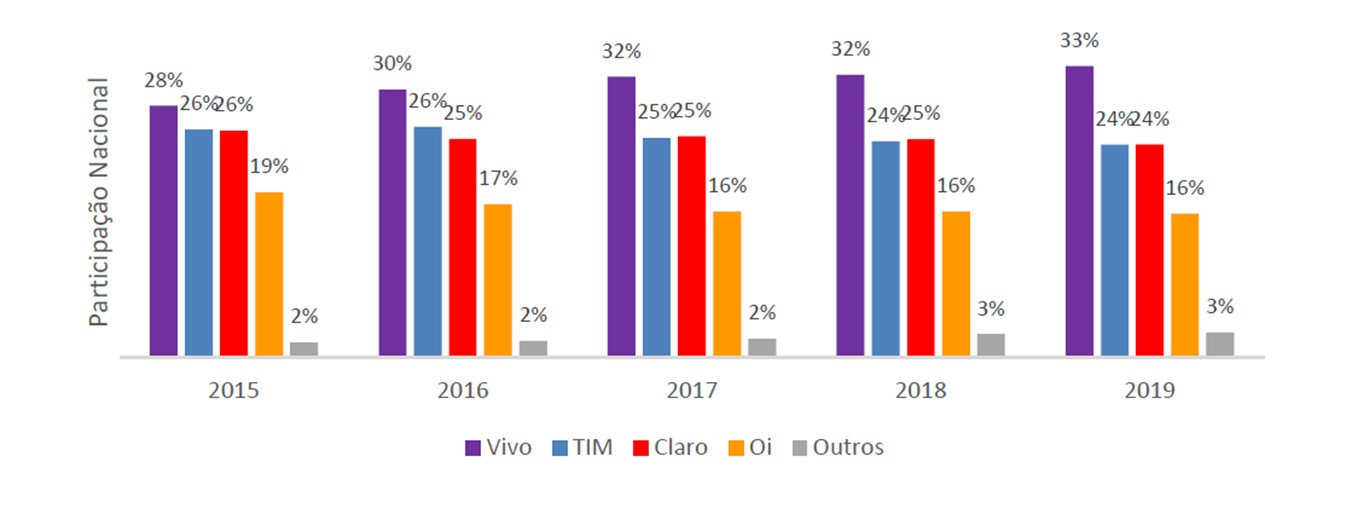 Participação Nacional
28% 26% 26% 19% 2%
30% 26% 25% 17% 2%
32% 25% 25% 16% 2%
32% 24% 25% 16% 3%
33% 24% 24% 16% 3%
2015 2016 2017 2018 2019
Vivo TIM Claro Oi Outros